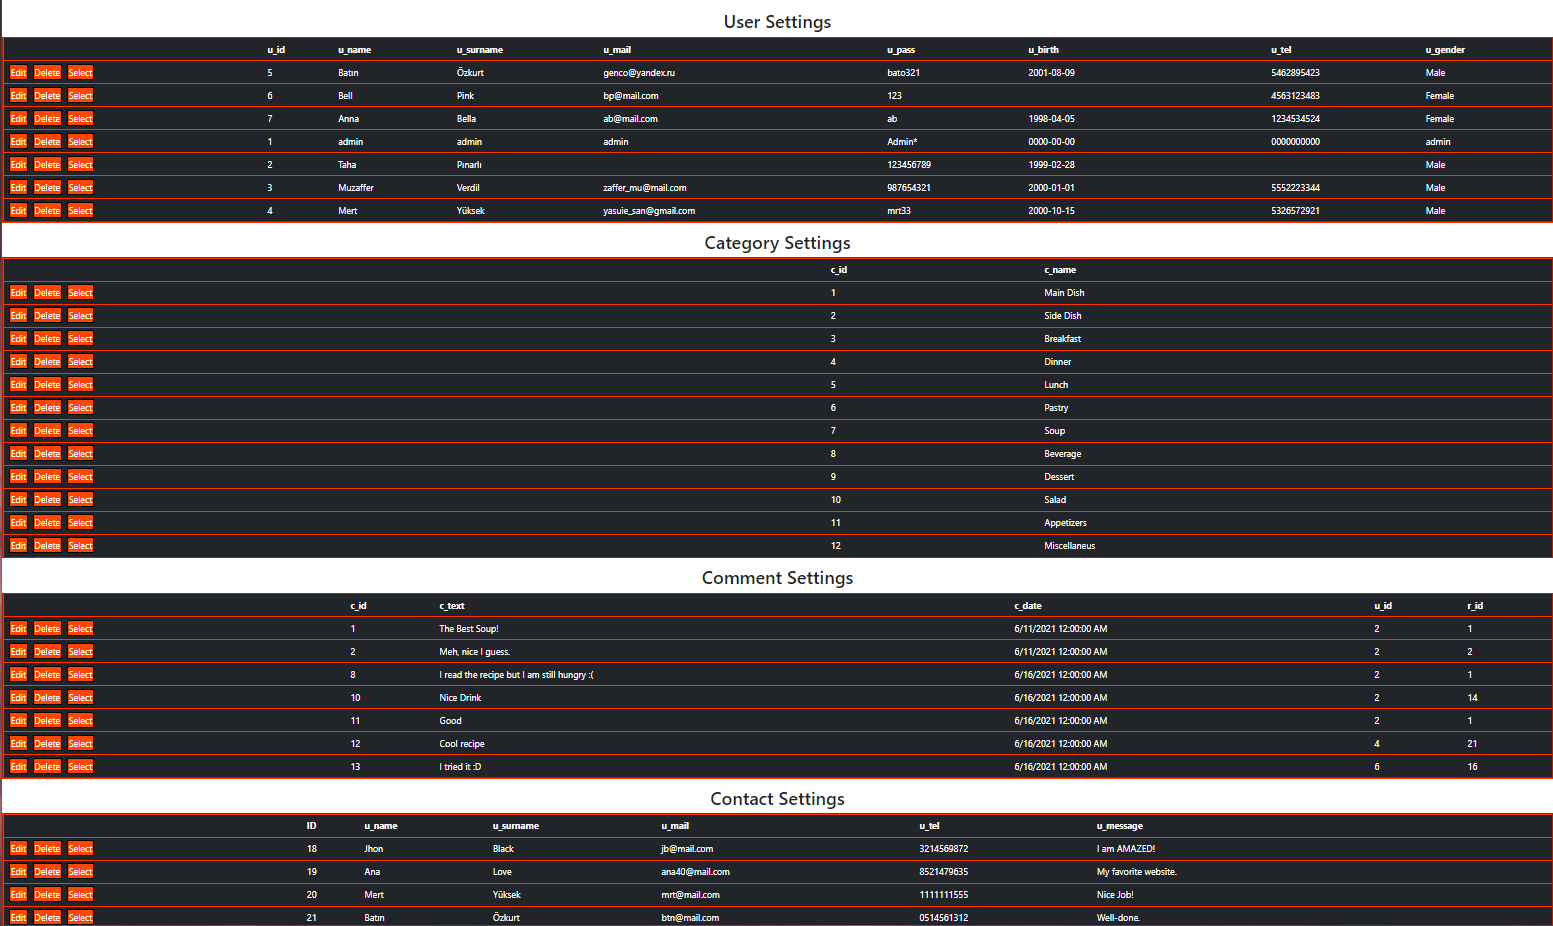 User Settings
u_id u_name u_surname u_mail u_pass u_birth u_tel u_gender
Edit Delete Select 5 Batın Özkurt genco@yandex.ru bato321 2001-08-09 5462895423 Male
Edit Delete Select 6 Bell Pink bp@mail.com 123 4563123483 Female
Edit Delete Select 7 Anna Bella ab@mail.com ab 1998-04-05 1234534524 Female
Edit Delete Select 1 admin admin admin Admin* 0000-00-00 0000000000 admin
Edit Delete Select 2 Taha Pınarlı 123456789 1999-02-28 Male
Edit Delete Select 3 Muzaffer Verdil zaffer_mu@mail.com 987654321 2000-01-01 5552223344 Male
Edit Delete Select 4 Mert Yüksek yasuie_san@gmail.com mrt33 2000-10-15 5326572921 Male
Category Settings
c_id c_name
Edit Delete Select 1 Main Dish
Edit Delete Select 2 Side Dish
Edit Delete Select 3 Breakfast
Edit Delete Select 4 Dinner
Edit Delete Select 5 Lunch
Edit Delete Select 6 Pastry
Edit Delete Select 7 Soup
Edit Delete Select 8 Beverage
Edit Delete Select 9 Dessert
Edit Delete Select 10 Salad
Edit Delete Select 11 Appetizers
Edit Delete Select 12 Miscellaneus
Comment Settings
c_id c_text c_date u_id r_id
Edit Delete Select 1 The Best Soup! 6/11/2021 12:00:00 AM 2 1
Edit Delete Select 2 Meh, nice I guess. 6/11/2021 12:00:00 AM 2 2
Edit Delete Select 8 I read the recipe but I am still hungry :( 6/16/2021 12:00:00 AM 2 1
Edit Delete Select 10 Nice Drink 6/16/2021 12:00:00 AM 2 14
Edit Delete Select 11 Good 6/16/2021 12:00:00 AM 2 1
Edit Delete Select 12 Cool recipe 6/16/2021 12:00:00 AM 4 21
Edit Delete Select 13 I tried it :D 6/16/2021 12:00:00 AM 6 16
Contact Settings
ID u_name u_surname u_mail u_tel u_message
Edit Delete Select 18 Jhon Black jb@mail.com 3214569872 I am AMAZED!
Edit Delete Select 19 Ana Love ana40@mail.com 8521479635 My favorite website.
Edit Delete Select 20 Mert Yüksek mrt@mail.com 1111111555 Nice Job!
Edit Delete Select 21 Batın Özkurt btn@mail.com 0514561312 Well-done.